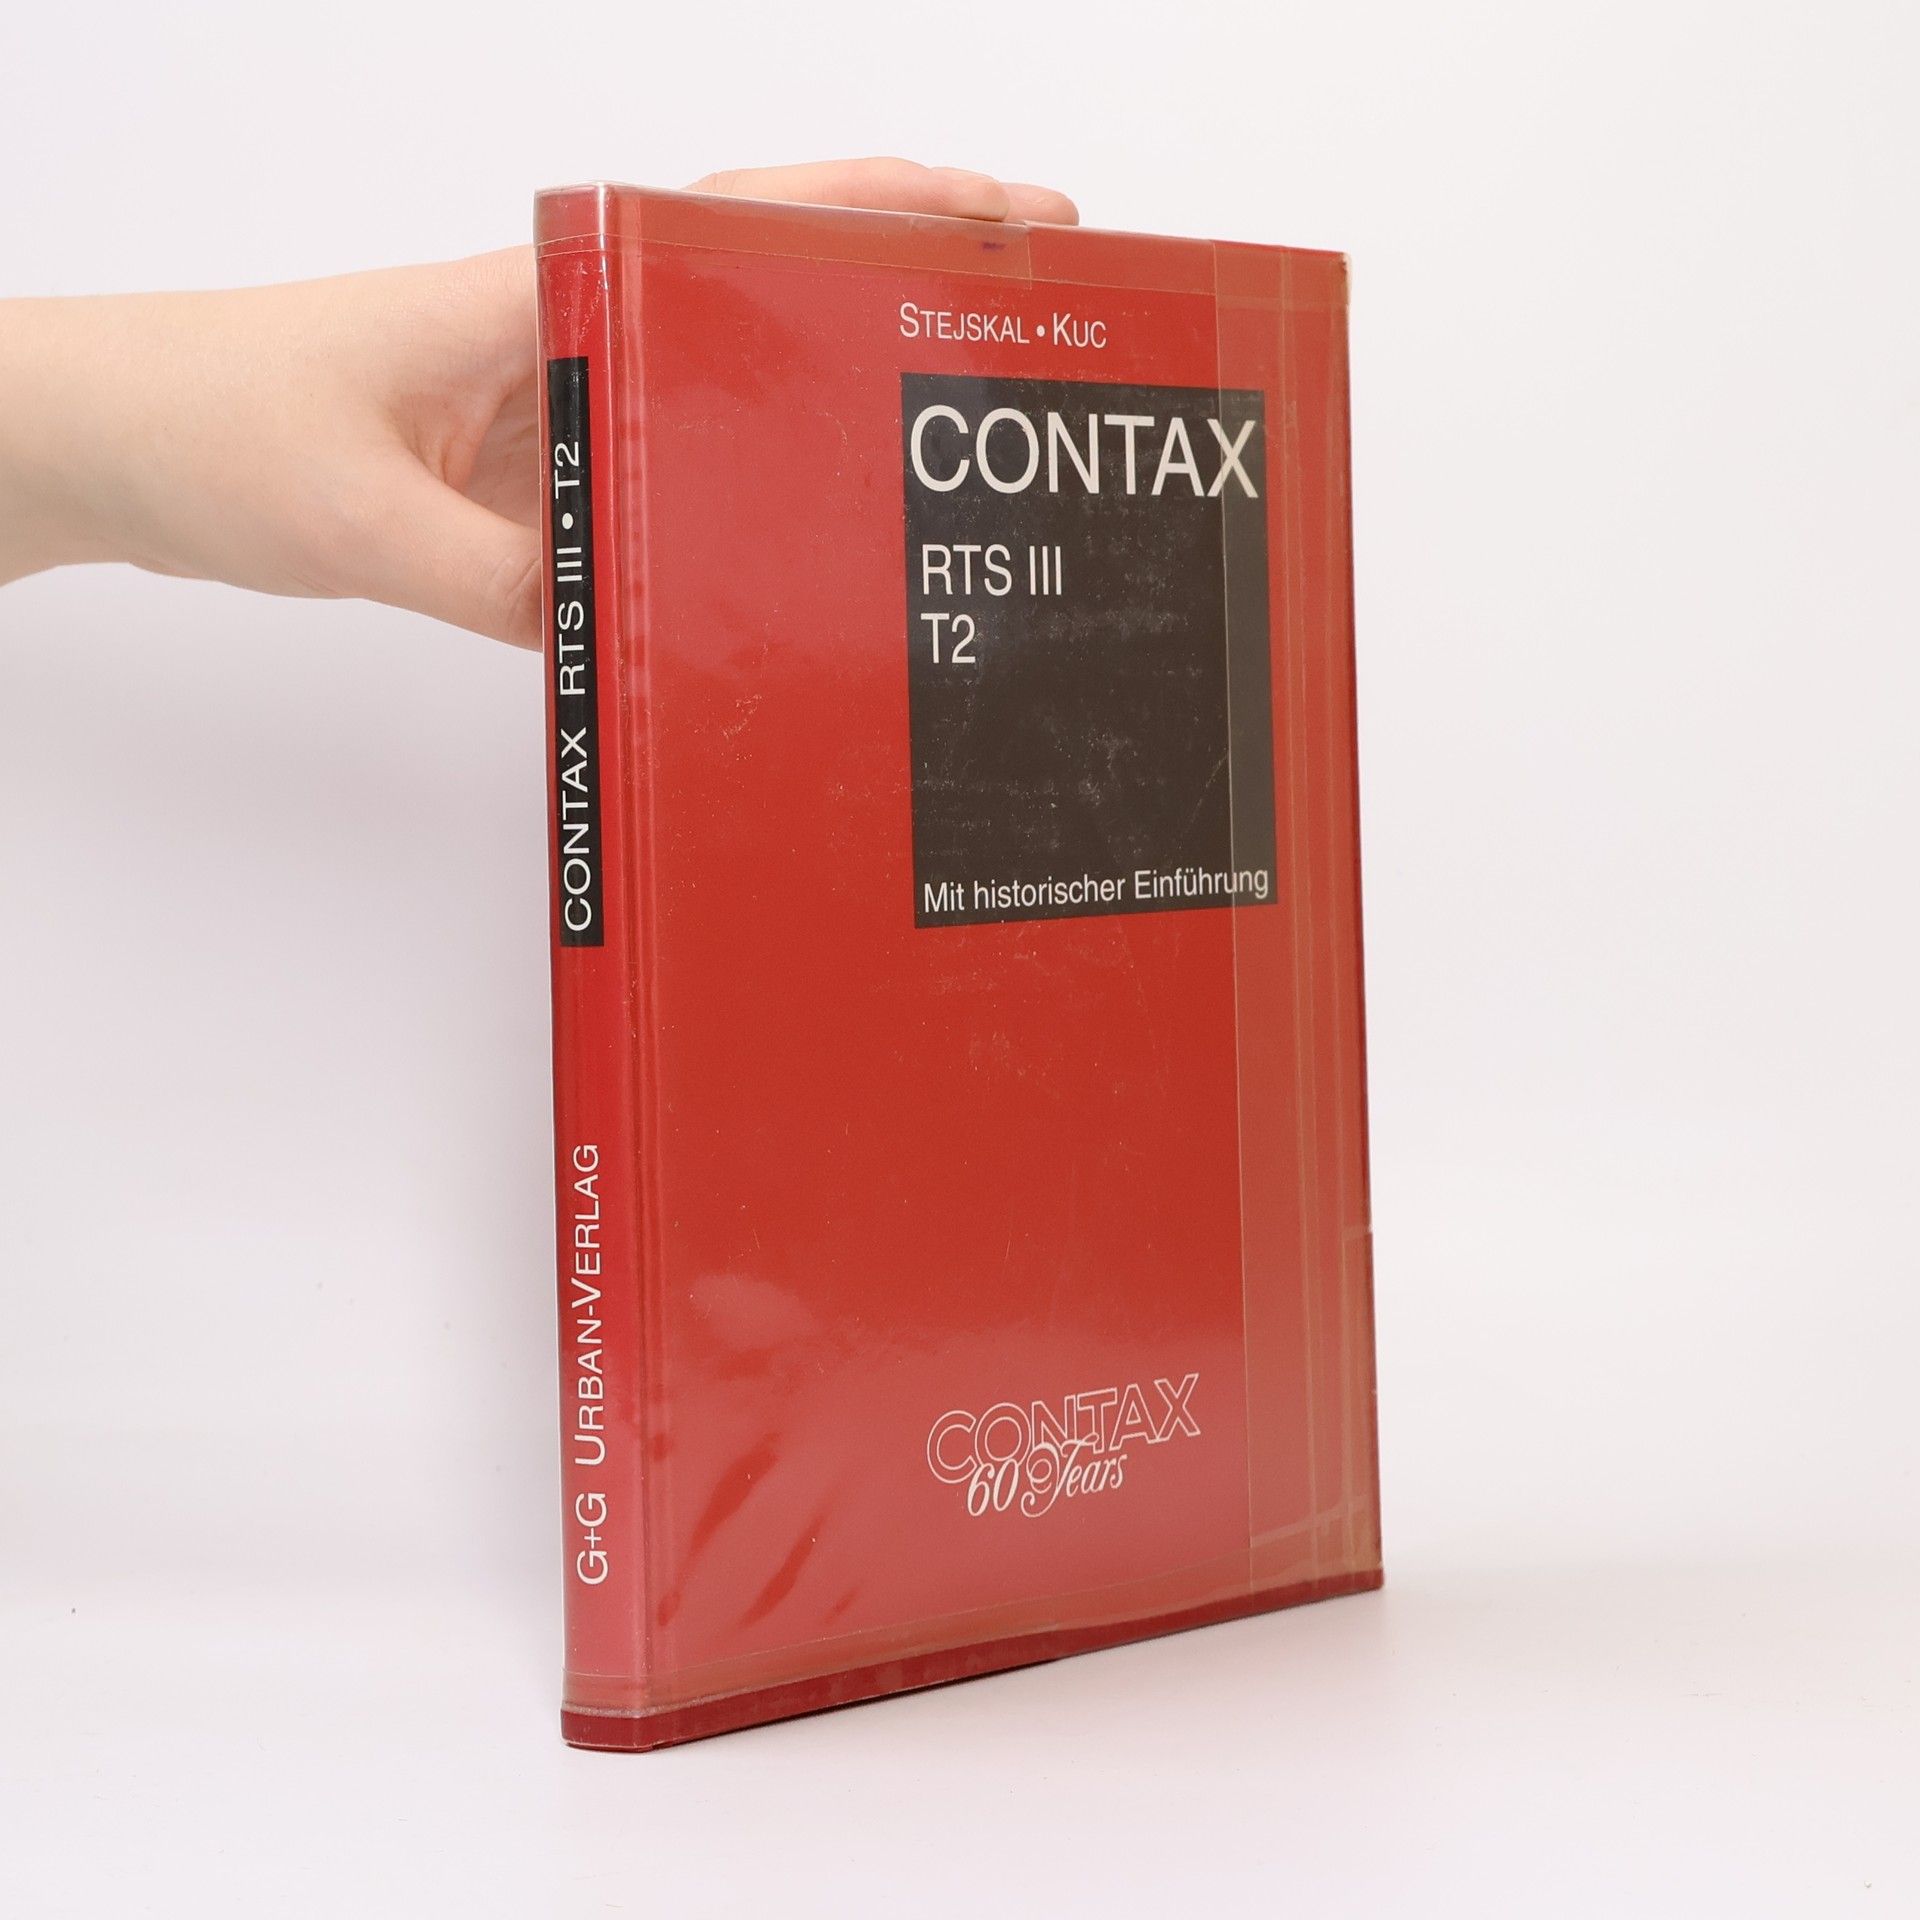 CONTAX RTS III • T2
G+G URBAN-VERLAG
STEJSKAL • KUC
CONTAX
RTS III
T2
Mit historischer Einführung
CONTAX
60 Years